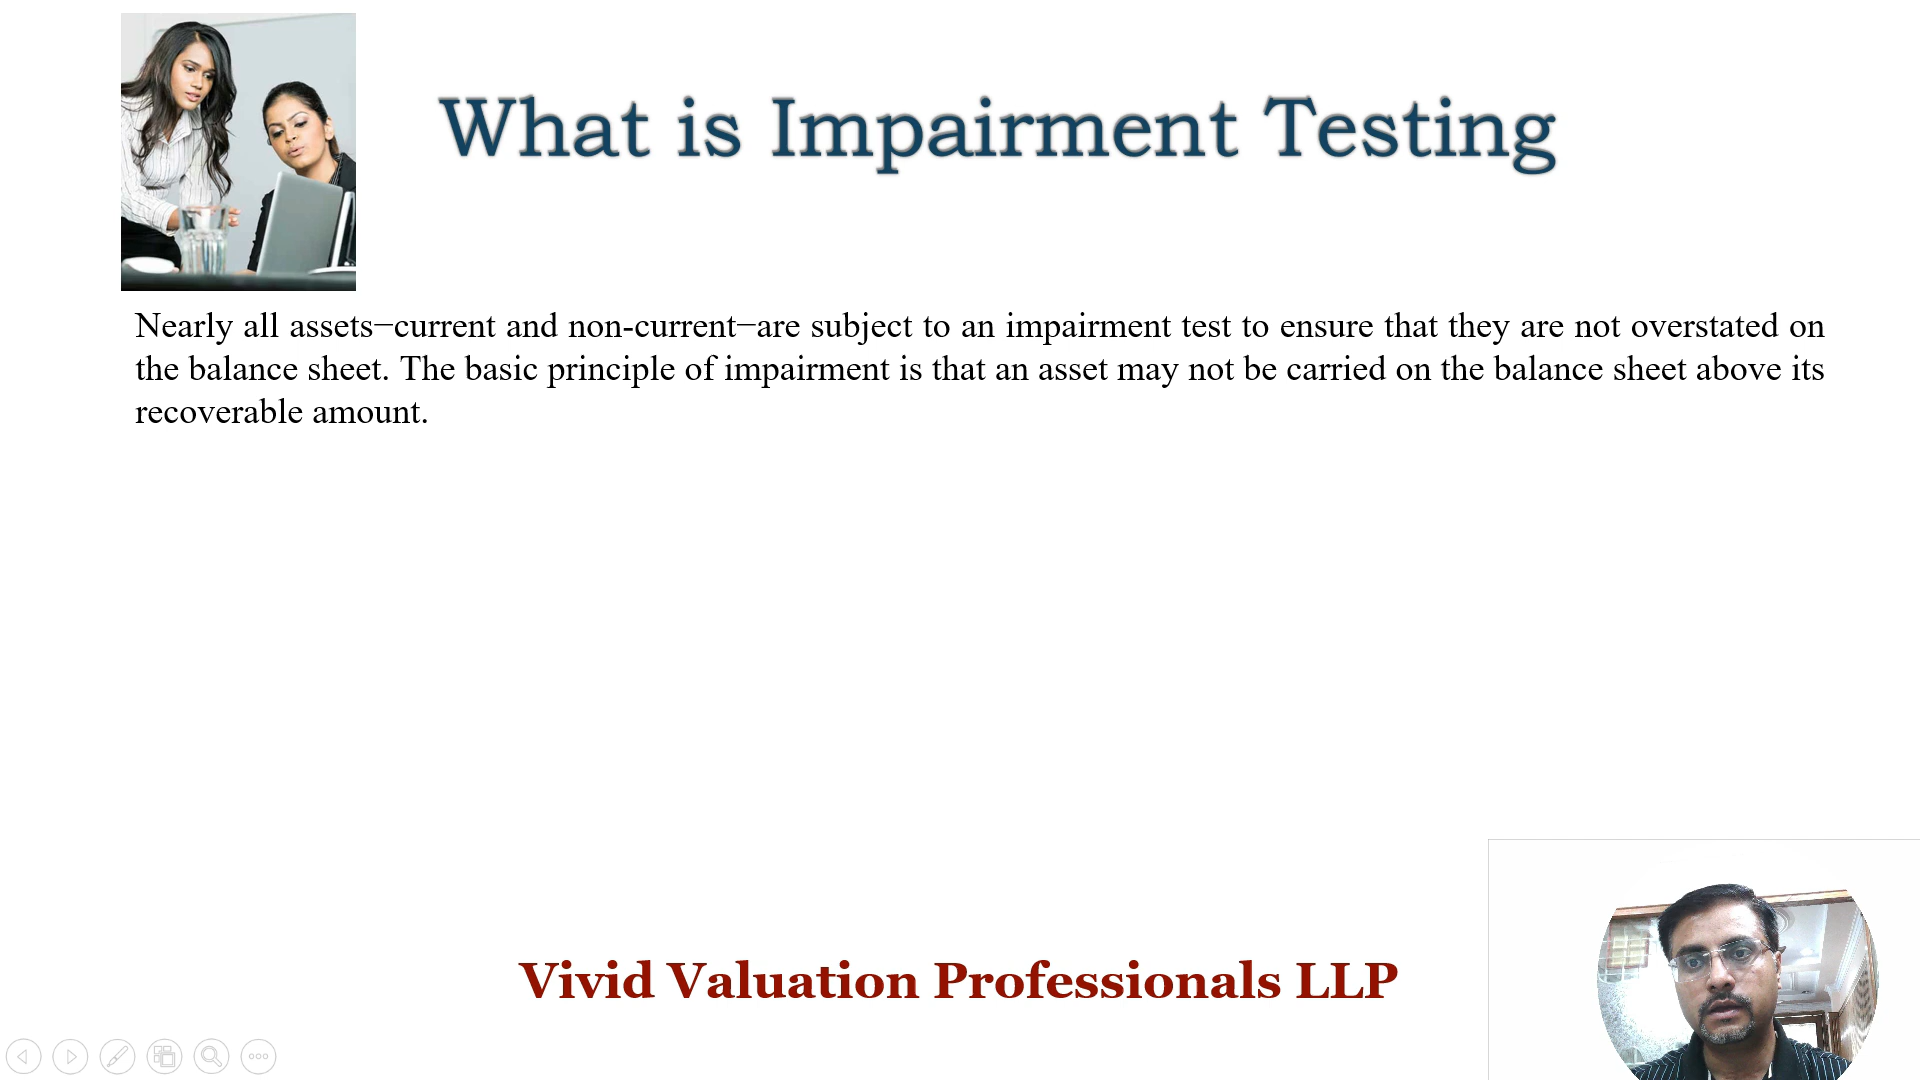 What is Impairment Testing
Nearly all assets−current and non-current−are subject to an impairment test to ensure that they are not overstated on
the balance sheet. The basic principle of impairment is that an asset may not be carried on the balance sheet above its
recoverable amount.
Vivid Valuation Professionals LLP